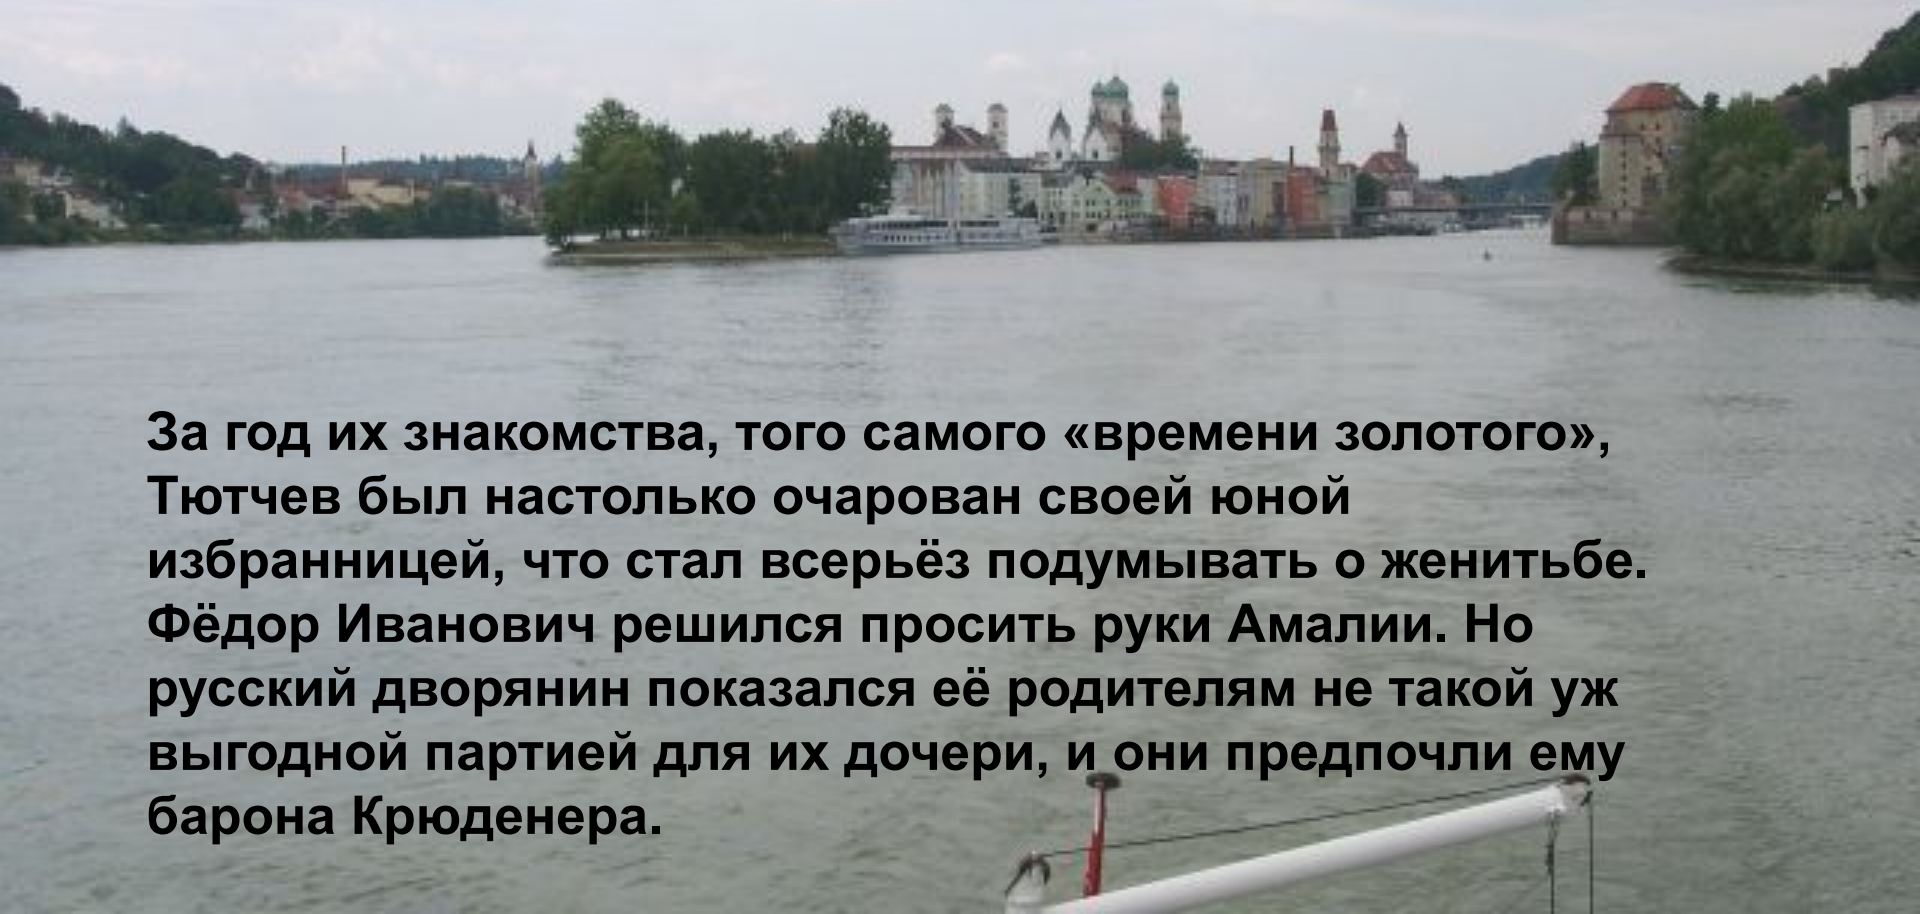 За год их знакомства, того самого «времени золотого»,
Тютчев был настолько очарован своей юной
избранницей, что стал всерьёз подумывать о женитьбе.
Фёдор Иванович решился просить руки Амалии. Но
русский дворянин показался её родителям не такой уж
выгодной партией для их дочери, и они предпочли ему
барона Крюденера.